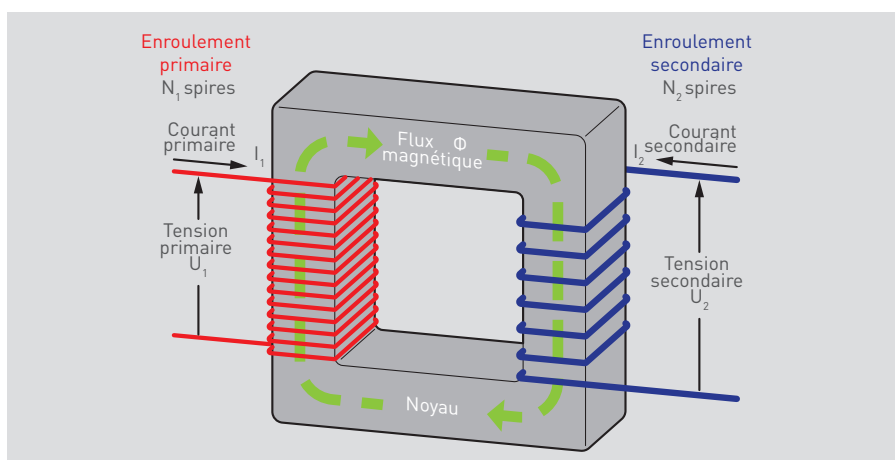 Enroulement
primaire
N₁ spires
Courant
primaire
I₁
Tension
primaire
U₁
Flux Φ
magnétique
Noyau
Enroulement
secondaire
N₂ spires
I₂
Courant
secondaire
Tension
secondaire
U₂